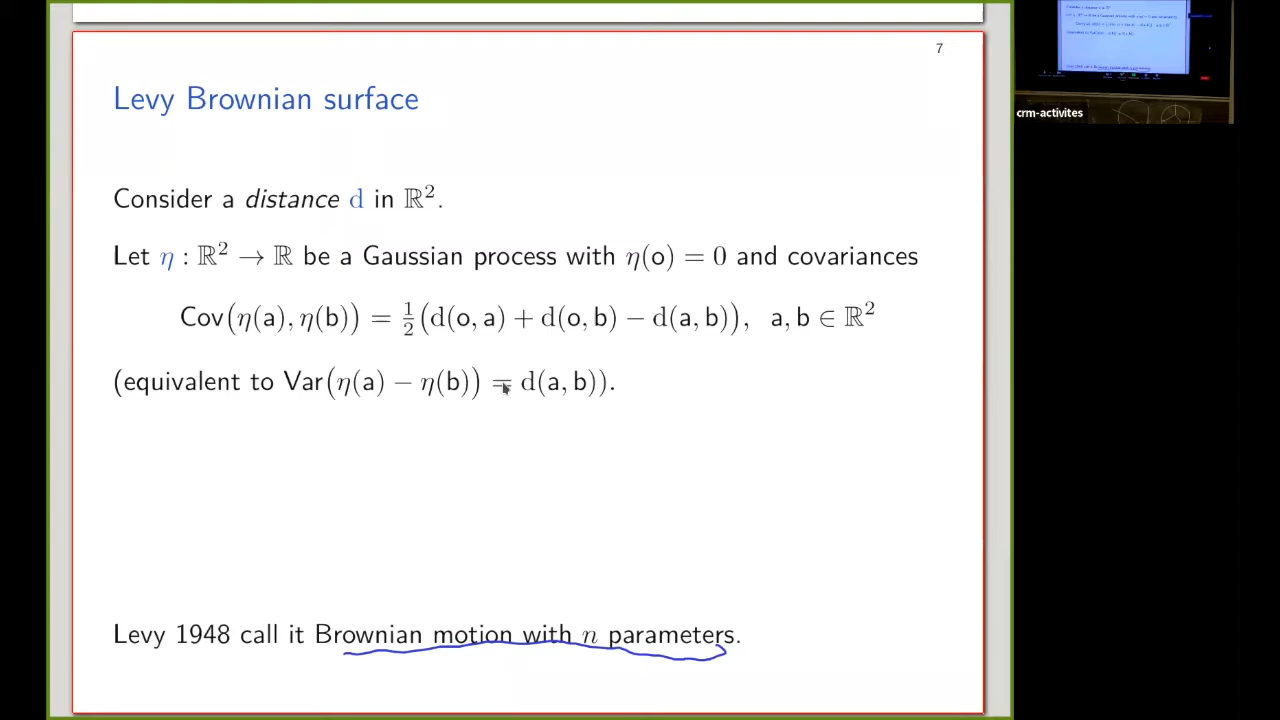 7
Levy Brownian surface
Consider a distance d in ℝ².
Let η : ℝ² → ℝ be a Gaussian process with η(o) = 0 and covariances
Cov(η(a), η(b)) = ½(d(o, a) + d(o, b) − d(a, b)), a, b ∈ ℝ²
(equivalent to Var(η(a) − η(b)) = d(a, b)).
Levy 1948 call it Brownian motion with n parameters.
crm-activites